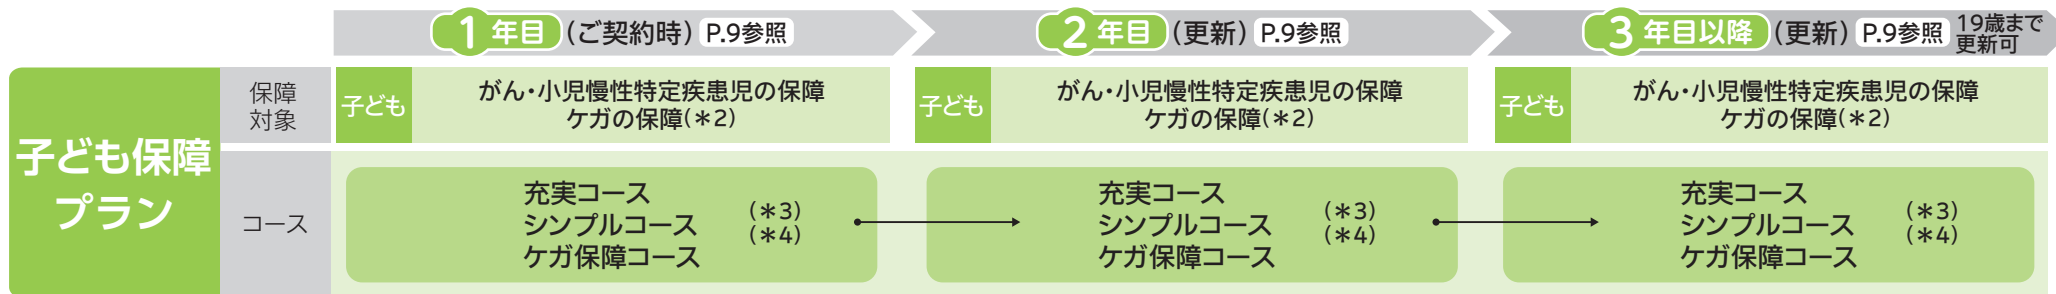 1年目(ご契約時) P.9参照
2年目(更新) P.9参照
3年目以降(更新) P.9参照 19歳まで
更新可
子ども保障
プラン
保障
対象
子ども
がん・小児慢性特定疾患児の保障
ケガの保障(*2)
子ども
がん・小児慢性特定疾患児の保障
ケガの保障(*2)
子ども
がん・小児慢性特定疾患児の保障
ケガの保障(*2)
コース
充実コース
シンプルコース
ケガ保障コース
(*3)
(*4)
充実コース
シンプルコース
ケガ保障コース
(*3)
(*4)
充実コース
シンプルコース
ケガ保障コース
(*3)
(*4)